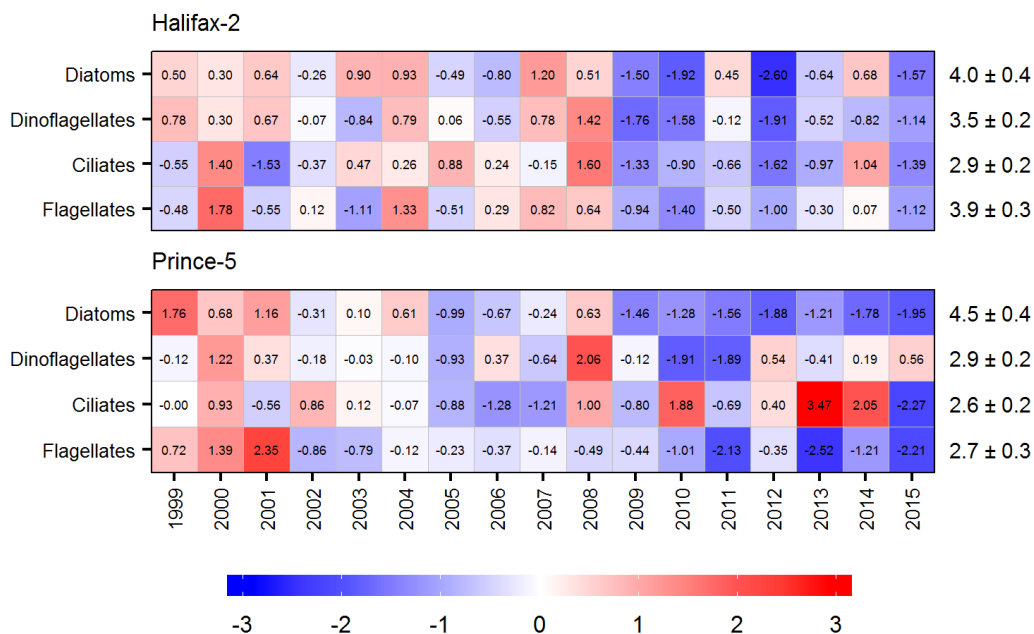 Halifax-2
Diatoms 0.50 0.30 0.64 -0.26 0.90 0.93 -0.49 -0.80 1.20 0.51 -1.50 -1.92 0.45 -2.60 -0.64 0.68 -1.57 4.0 ± 0.4
Dinoflagellates 0.78 0.30 0.67 -0.07 -0.84 0.79 0.06 -0.55 0.78 1.42 -1.76 -1.58 -0.12 -1.91 -0.52 -0.82 -1.14 3.5 ± 0.2
Ciliates -0.55 1.40 -1.53 -0.37 0.47 0.26 0.88 0.24 -0.15 1.60 -1.33 -0.90 -0.66 -1.62 -0.97 1.04 -1.39 2.9 ± 0.2
Flagellates -0.48 1.78 -0.55 0.12 -1.11 1.33 -0.51 0.29 0.82 0.64 -0.94 -1.40 -0.50 -1.00 -0.30 0.07 -1.12 3.9 ± 0.3
Prince-5
Diatoms 1.76 0.68 1.16 -0.31 0.10 0.61 -0.99 -0.67 -0.24 0.63 -1.46 -1.28 -1.56 -1.88 -1.21 -1.78 -1.95 4.5 ± 0.4
Dinoflagellates -0.12 1.22 0.37 -0.18 -0.03 -0.10 -0.93 0.37 -0.64 2.06 -0.12 -1.91 -1.89 0.54 -0.41 0.19 0.56 2.9 ± 0.2
Ciliates -0.00 0.93 -0.56 0.86 0.12 -0.07 -0.88 -1.28 -1.21 1.00 -0.80 1.88 -0.69 0.40 3.47 2.05 -2.27 2.6 ± 0.2
Flagellates 0.72 1.39 2.35 -0.86 -0.79 -0.12 -0.23 -0.37 -0.14 -0.49 -0.44 -1.01 -2.13 -0.35 -2.52 -1.21 -2.21 2.7 ± 0.3
1999 2000 2001 2002 2003 2004 2005 2006 2007 2008 2009 2010 2011 2012 2013 2014 2015
-3 -2 -1 0 1 2 3